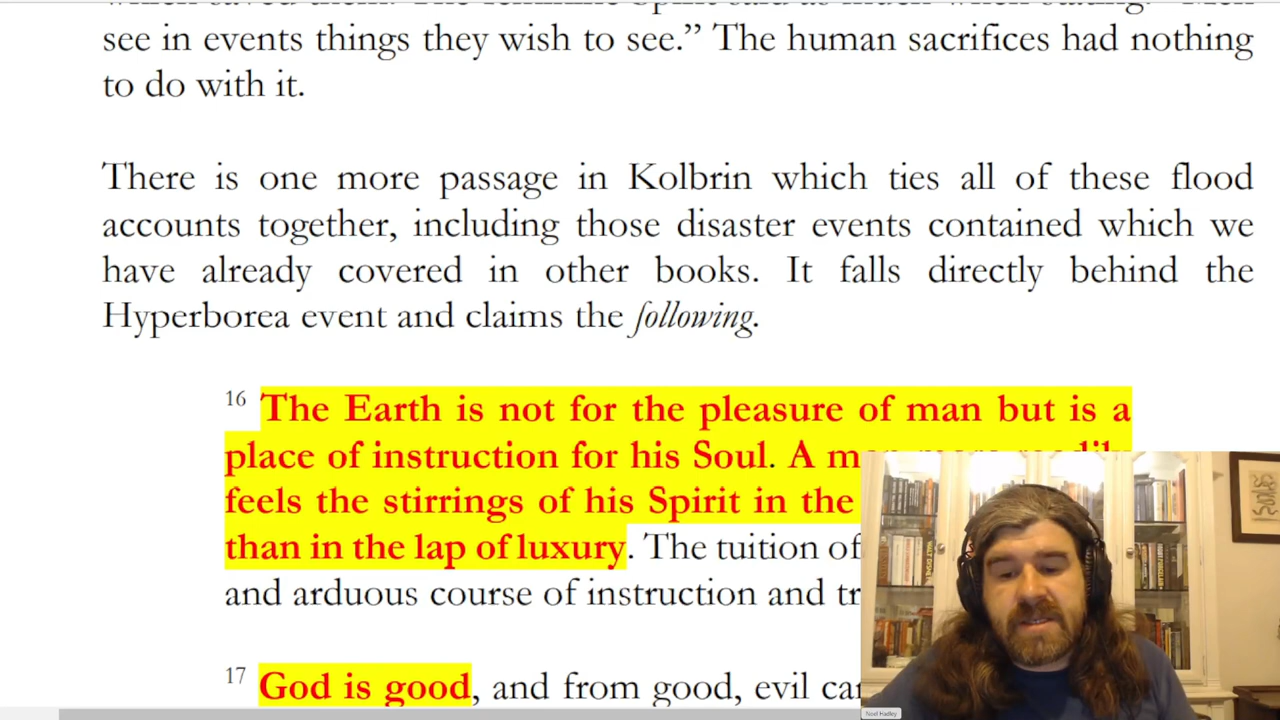 see in events things they wish to see.” The human sacrifices had nothing
to do with it.
There is one more passage in Kolbrin which ties all of these flood
accounts together, including those disaster events contained which we
have already covered in other books. It falls directly behind the
Hyperborea event and claims the following.
16 The Earth is not for the pleasure of man but is a
place of instruction for his Soul. A
feels the stirrings of his Spirit in the
than in the lap of luxury. The tuition of
and arduous course of instruction and
17 God is good, and from good, evil
Noel Hadley